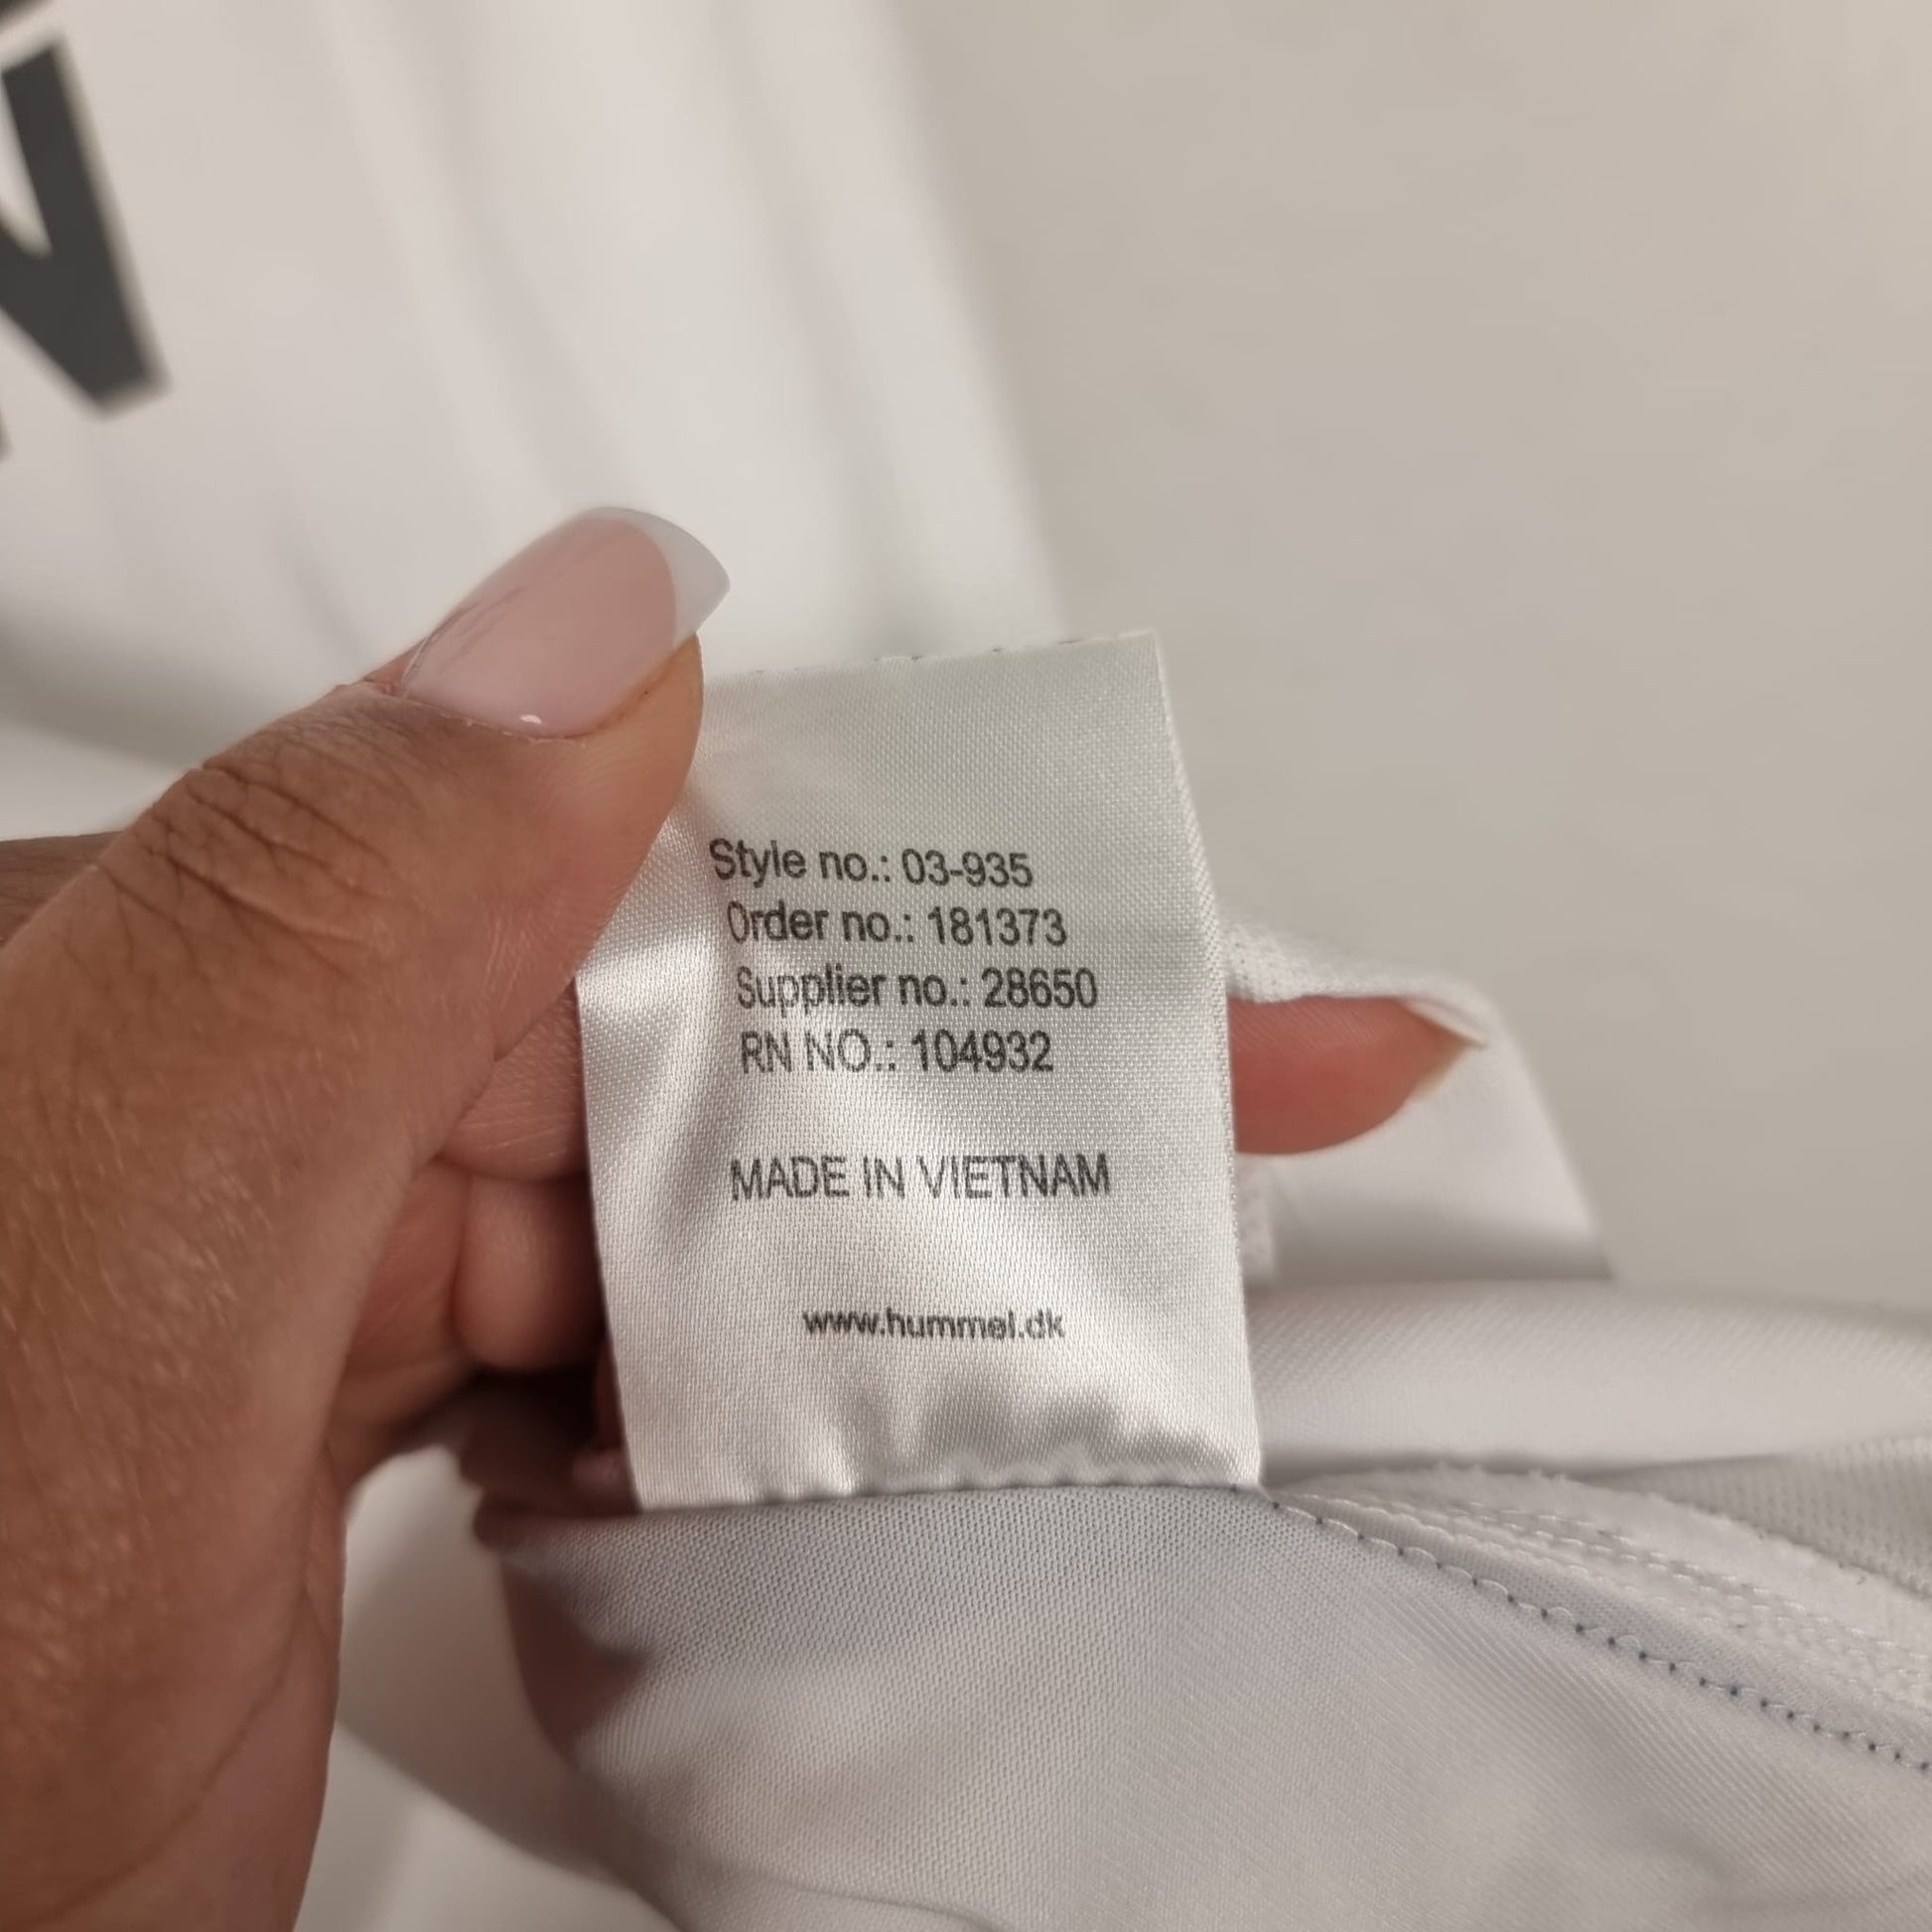 Style no.: 03-935
Order no.: 181373
Supplier no.: 28650
RN NO.: 104932
MADE IN VIETNAM
www.hummel.dk